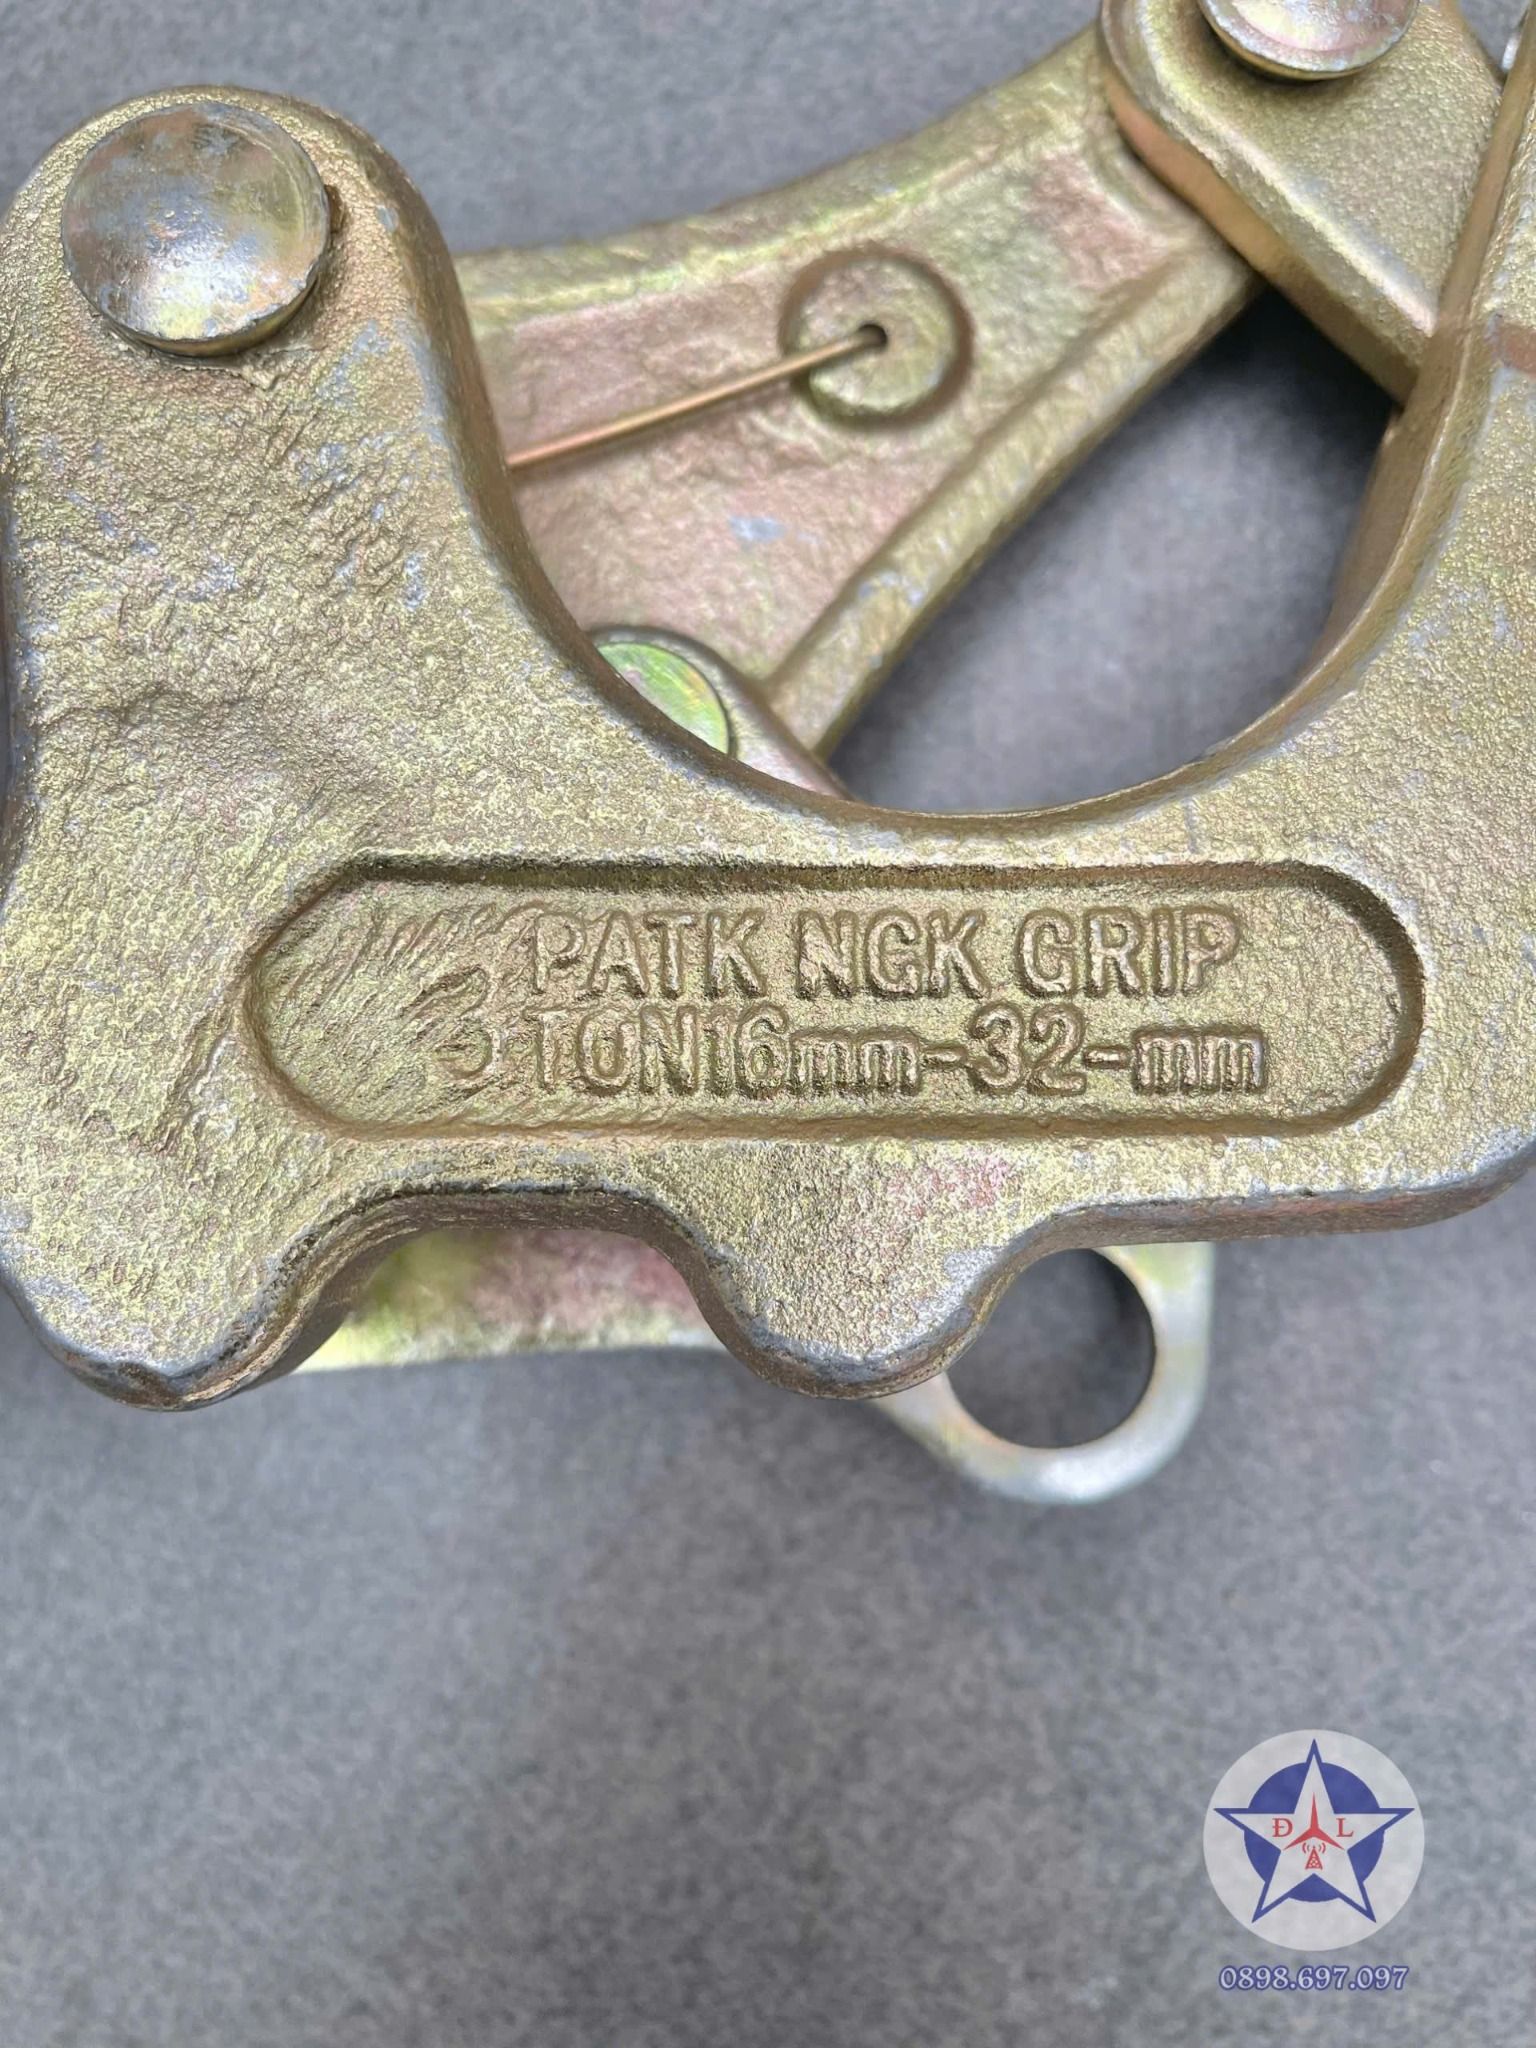 PATK NGK GRIP
3 TON16mm-32-mm
Đ L
0898.697.097